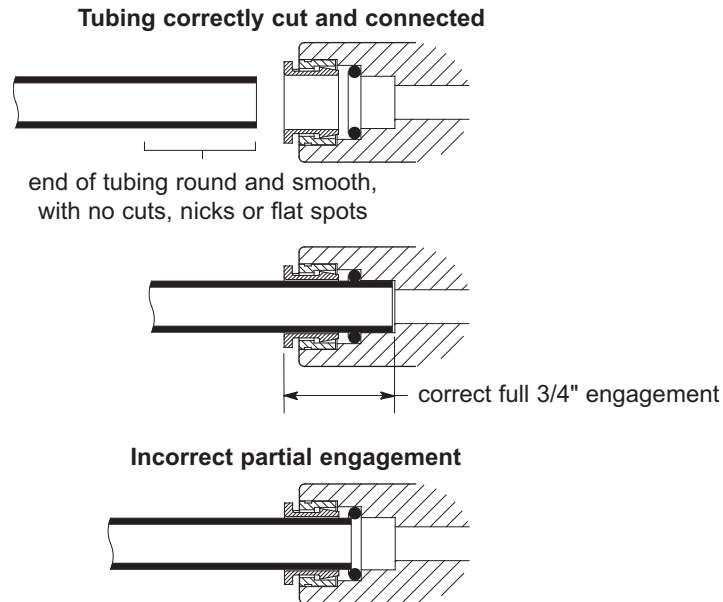 Tubing correctly cut and connected
end of tubing round and smooth,
with no cuts, nicks or flat spots
correct full 3/4" engagement
Incorrect partial engagement